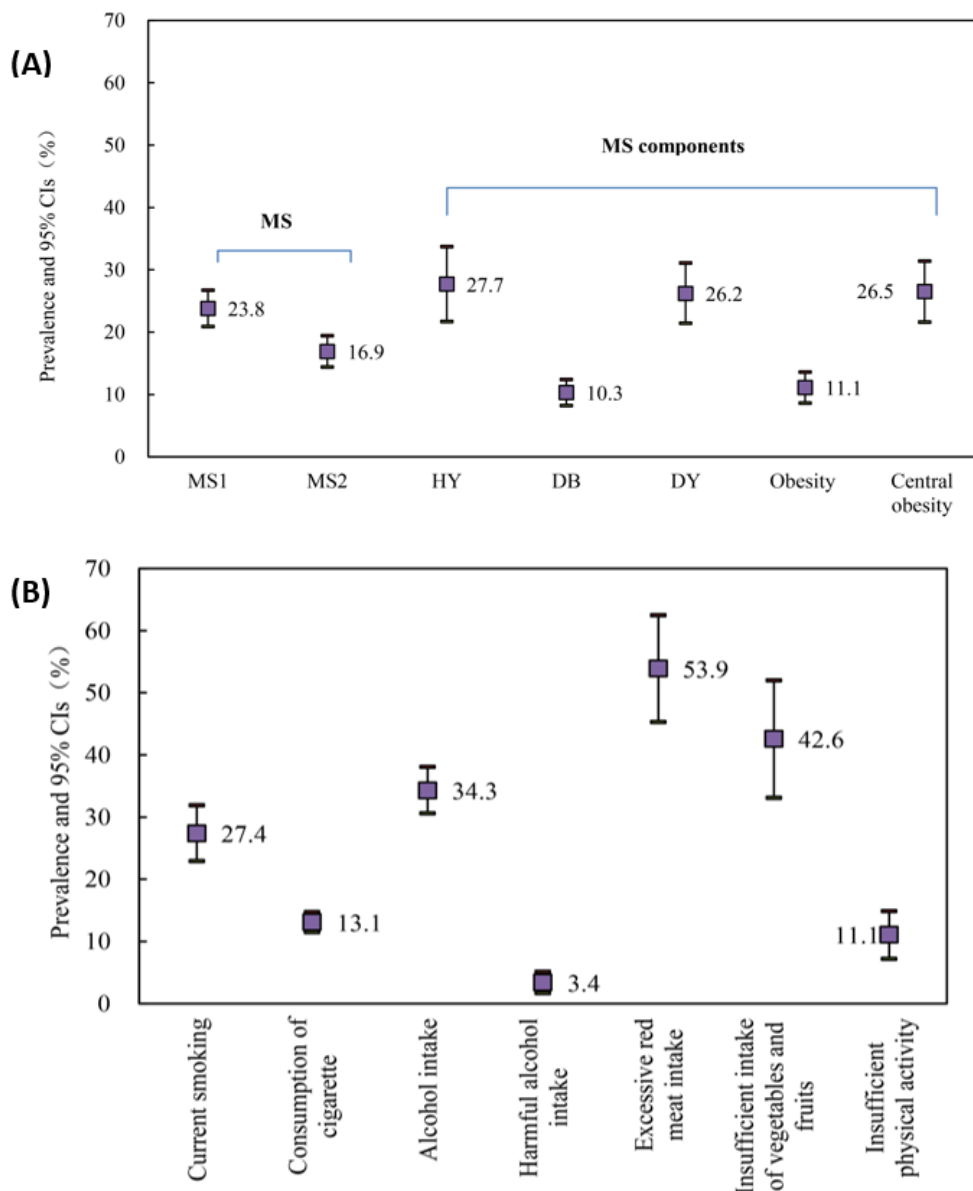 (A)
Prevalence and 95% CIs（%）
70
60
50
40
30
20
10
0
MS components
MS
23.8
16.9
27.7
10.3
26.2
11.1
26.5
MS1
MS2
HY
DB
DY
Obesity
Central
obesity
(B)
Prevalence and 95% CIs（%）
70
60
50
40
30
20
10
0
27.4
13.1
34.3
3.4
53.9
42.6
11.1
Current smoking
Consumption of
cigarette
Alcohol intake
Harmful alcohol
intake
Excessive red
meat intake
Insufficient intake
of vegetables and
fruits
Insufficient
physical activity